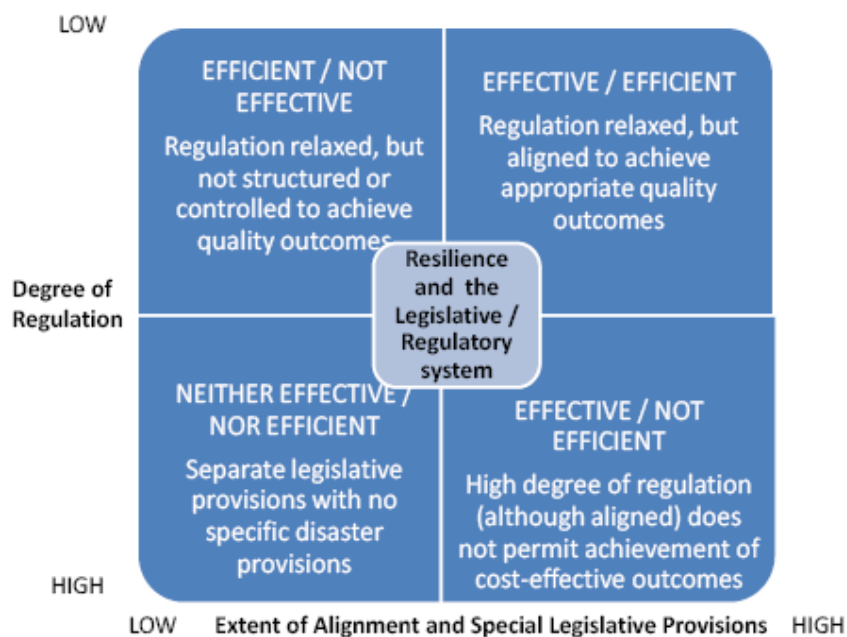 LOW
EFFICIENT / NOT
EFFECTIVE
Regulation relaxed, but
not structured or
controlled to achieve
quality outcomes
EFFECTIVE / EFFICIENT
Regulation relaxed, but
aligned to achieve
appropriate quality
outcomes
Degree of
Regulation
Resilience
and the
Legislative /
Regulatory
system
NEITHER EFFECTIVE /
NOR EFFICIENT
Separate legislative
provisions with no
specific disaster
provisions
EFFECTIVE / NOT
EFFICIENT
High degree of regulation
(although aligned) does
not permit achievement of
cost-effective outcomes
HIGH
LOW Extent of Alignment and Special Legislative Provisions HIGH